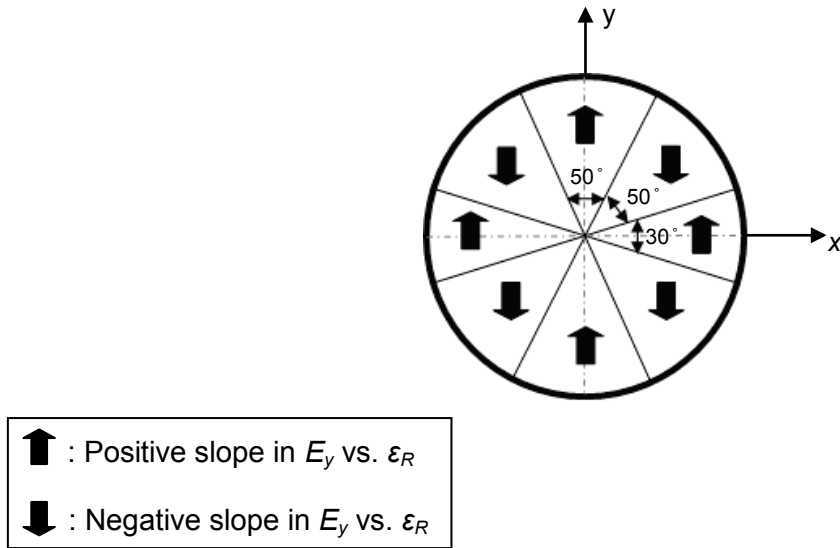 y
50°
50°
30°
x
: Positive slope in Ey vs. εR
: Negative slope in Ey vs. εR